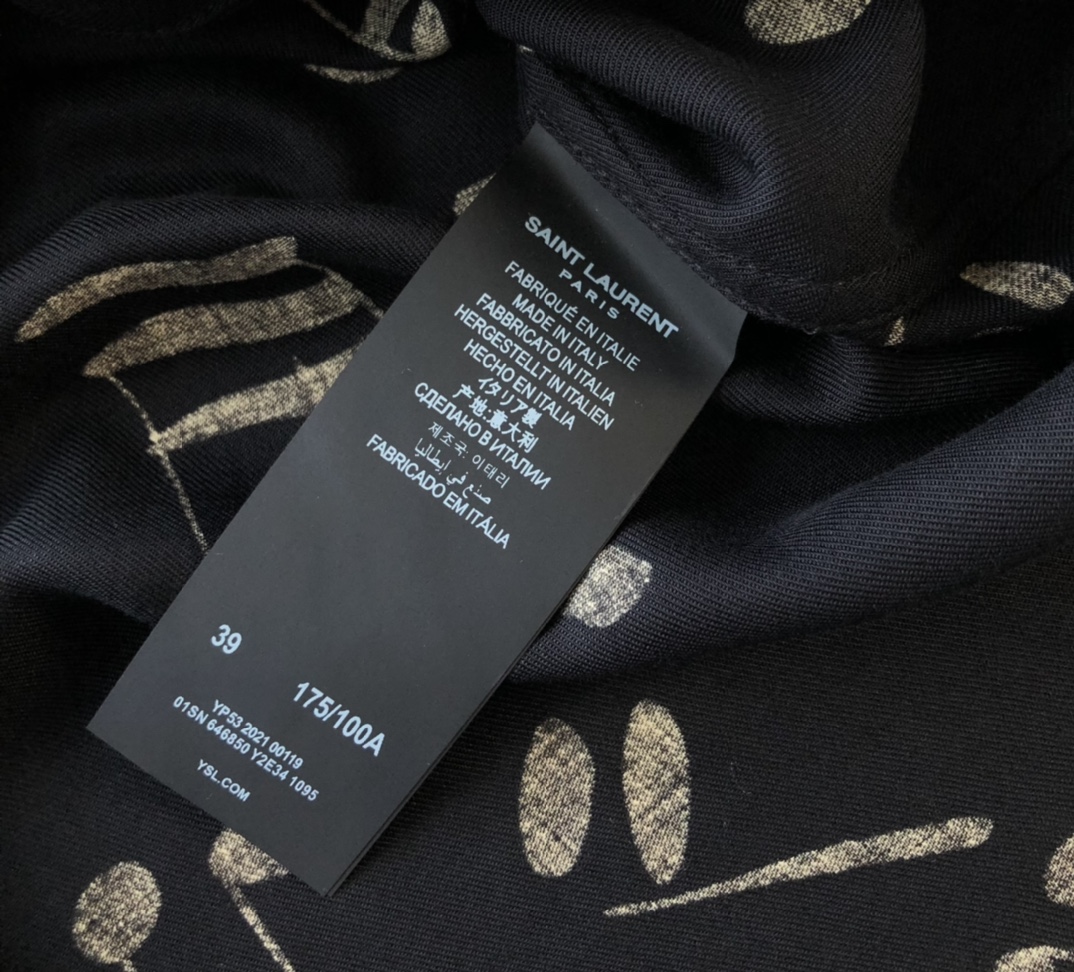 SAINT LAURENT
PARIS
FABRIQUÉ EN ITALIE
MADE IN ITALY
FABBRICATO IN ITALIA
HERGESTELLT IN ITALIEN
HECHO EN ITALIA
イタリア製
产地:意大利
СДЕЛАНО В ИТАЛИИ
제조국: 이태리
صنع في إيطاليا
FABRICADO EM ITÁLIA
39
175/100A
YP53 2021 00119
01SN 646850 Y2E34 1095
YSL.COM